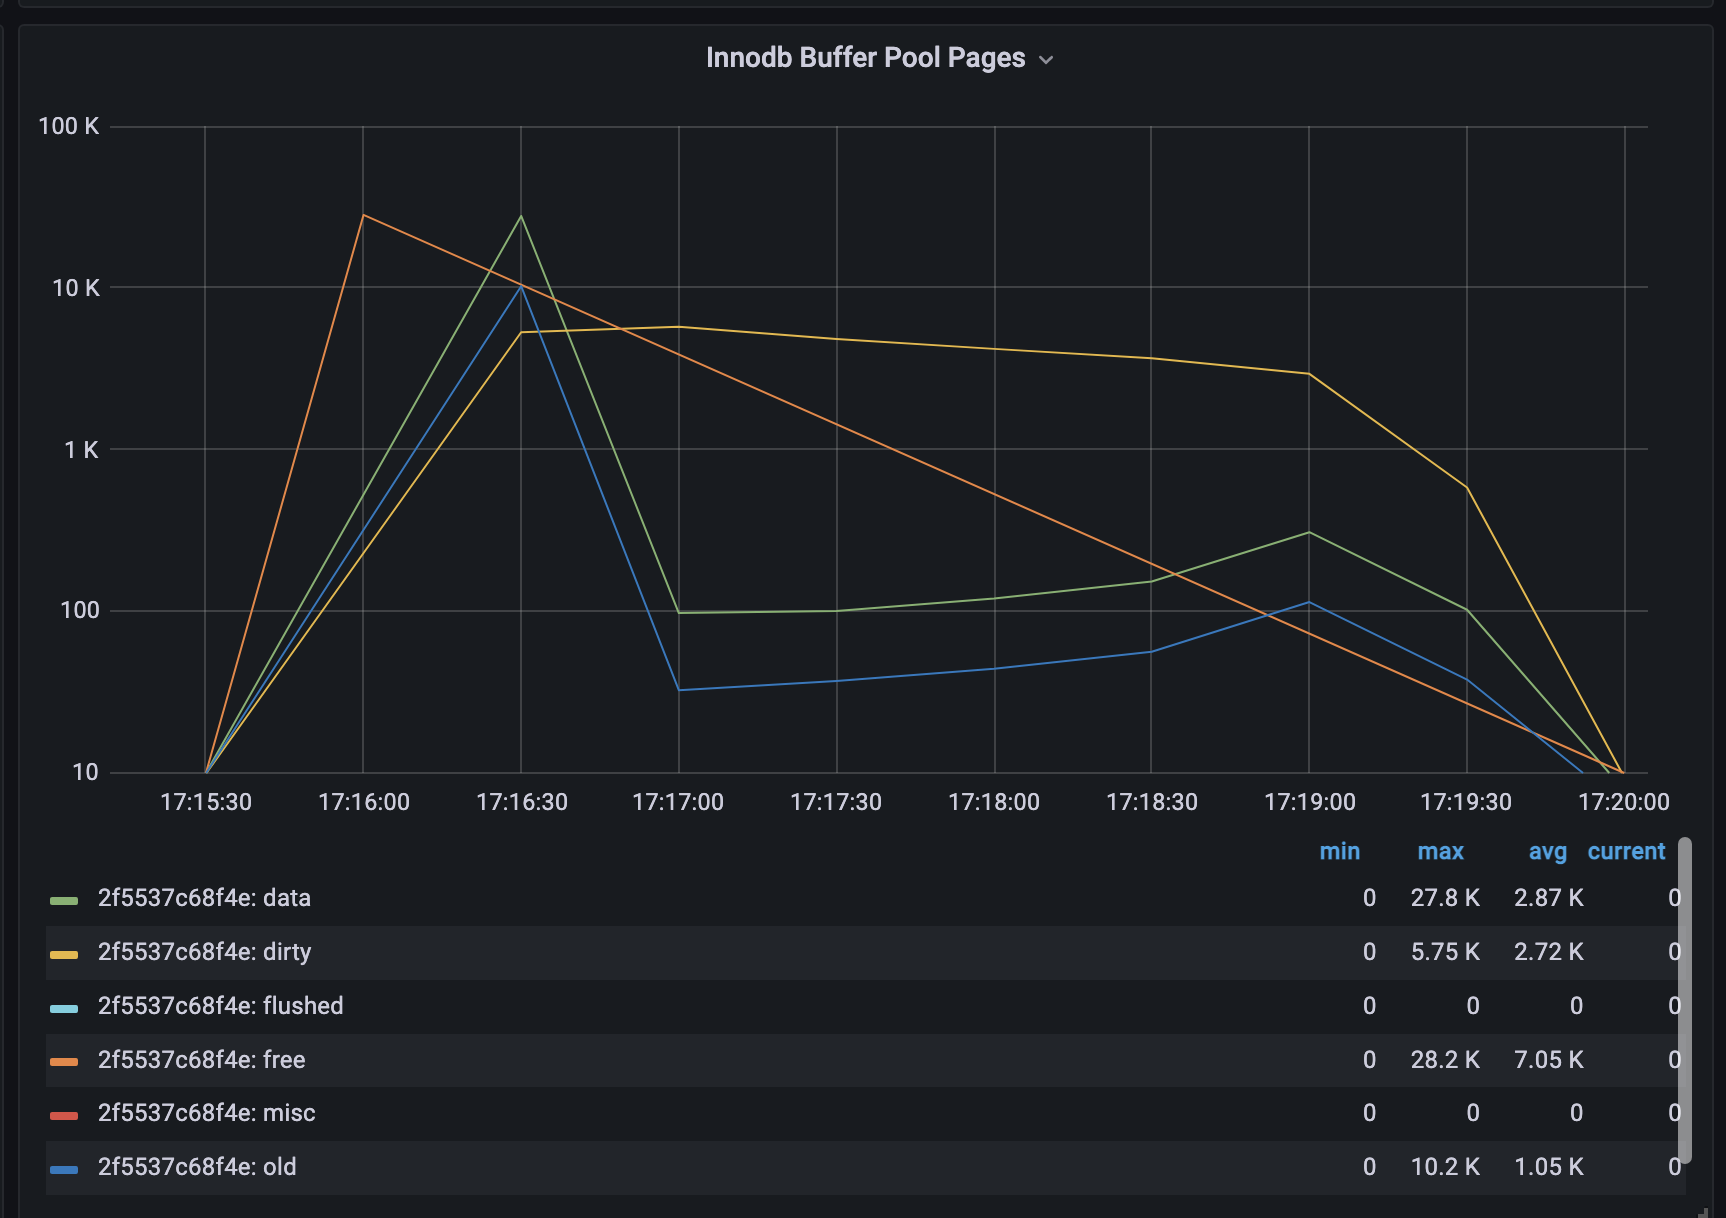 Innodb Buffer Pool Pages
100 K
10 K
1 K
100
10
17:15:30 17:16:00 17:16:30 17:17:00 17:17:30 17:18:00 17:18:30 17:19:00 17:19:30 17:20:00
min max avg current
2f5537c68f4e: data 0 27.8 K 2.87 K 0
2f5537c68f4e: dirty 0 5.75 K 2.72 K 0
2f5537c68f4e: flushed 0 0 0 0
2f5537c68f4e: free 0 28.2 K 7.05 K 0
2f5537c68f4e: misc 0 0 0 0
2f5537c68f4e: old 0 10.2 K 1.05 K 0